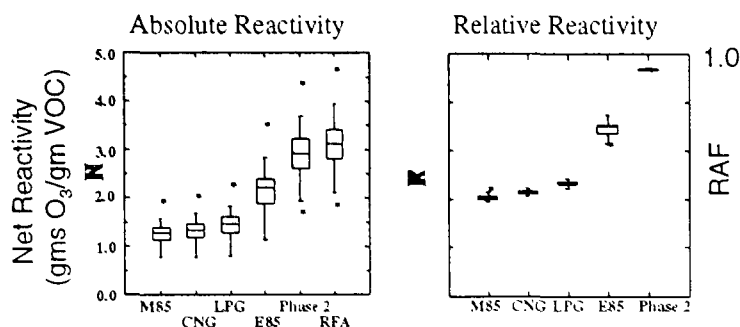 Absolute Reactivity
Relative Reactivity
Net Reactivity
(gms O3/gm VOC)
5.0
4.0
3.0
2.0
1.0
0.0
M85
LPG
Phase 2
CNG
E85
RFA
M85
CNG
LPG
E85
Phase 2
1.0
RAF